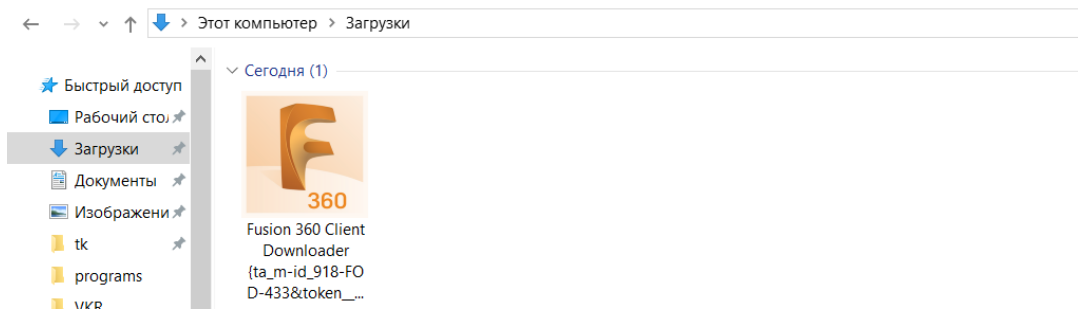 Этот компьютер > Загрузки
Сегодня (1)
Быстрый доступ
Рабочий сто
Загрузки
Документы
Изображени
tk
programs
VKR
360
Fusion 360 Client
Downloader
{ta_m-id_918-FO
D-433&token__...